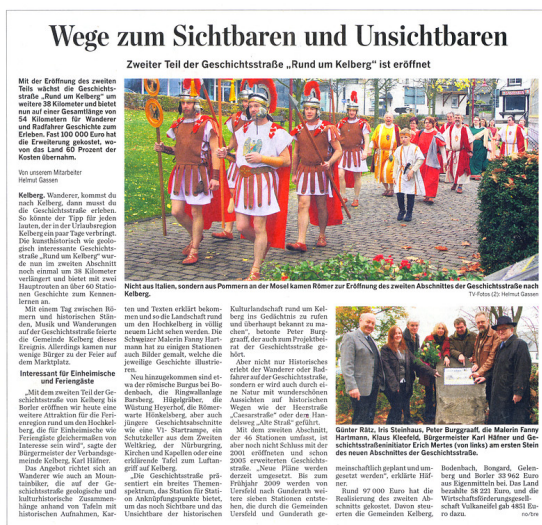 Wege zum Sichtbaren und Unsichtbaren
Zweiter Teil der Geschichtsstraße „Rund um Kelberg“ ist eröffnet
Mit der Eröffnung des zweiten
Teils wächst die Geschichts-
straße „Rund um Kelberg“ um
weitere 38 Kilometer und bietet
nun auf einer Gesamtlänge von
54 Kilometern für Wanderer
und Radfahrer Geschichte zum
Erleben. Fast 100 000 Euro hat
die Erweiterung gekostet, wo-
von das Land 60 Prozent der
Kosten übernahm.
Von unserem Mitarbeiter
Helmut Gassen
Kelberg. Wanderer, kommst du
nach Kelberg, dann musst du
die Geschichtsstraße erleben.
So könnte der Tipp für jeden
lauten, der in der Urlaubsregion
Kelberg ein paar Tage verbringt.
Die kunsthistorisch wie geolo-
gisch interessante Geschichts-
straße „Rund um Kelberg“ wur-
de nun im zweiten Abschnitt
noch einmal um 38 Kilometer
verlängert und bietet mit zwei
Hauptrouten an über 60 Statio-
nen Geschichte zum Kennen-
lernen an.
Mit einem Tag zwischen Rö-
mern und historischen Stän-
den, Musik und Wanderungen
auf der Geschichtsstraße feierte
die Gemeinde Kelberg dieses
Ereignis. Allerdings kamen nur
wenige Bürger zu der Feier auf
dem Marktplatz.
Interessant für Einheimische
und Feriengäste
„Mit dem zweiten Teil der Ge-
schichtsstraße von Kelberg bis
Borler eröffnen wir heute eine
weitere Attraktion für die Feri-
enregion rund um den Hochkel-
berg, die für Einheimische wie
Feriengäste gleichermaßen von
Interesse sein wird“, sagte der
Bürgermeister der Verbandsge-
meinde Kelberg, Karl Häfner.
Das Angebot richtet sich an
Wanderer wie auch an Moun-
tainbiker, die auf der Ge-
schichtsstraße geologische und
kulturhistorische Zusammen-
hänge anhand von Tafeln mit
historischen Aufnahmen, Kar-
Nicht aus Italien, sondern aus Pommern an der Mosel kamen Römer zur Eröffnung des zweiten Abschnittes der Geschichtsstraße nach
Kelberg.
TV-Fotos (2): Helmut Gassen
ten und Texten erklärt bekom-
men und so die Landschaft rund
um den Hochkelberg in völlig
neuem Licht sehen werden. Die
Schweizer Malerin Fanny Hart-
mann hat zu einigen Stationen
auch Bilder gemalt, welche die
jeweilige Geschichte illustrie-
ren.
Neu hinzugekommen sind et-
wa der römische Burgus bei Bo-
denbach, die Ringwallanlage
Barsberg, Hügelgräber, die
Wüstung Heyerhof, die Römer-
warte Hönkelberg, aber auch
jüngere Geschichtsabschnitte
wie eine V1- Startrampe, ein
Schutzkeller aus dem Zweiten
Weltkrieg, der Nürburgring,
Kirchen und Kapellen oder eine
erklärende Tafel zum Luftan-
griff auf Kelberg.
„Die Geschichtsstraße prä-
sentiert ein breites Themen-
spektrum, das Station für Stati-
on Anknüpfungspunkte bietet,
um das noch Sichtbare und das
Unsichtbare der historischen
Kulturlandschaft rund um Kel-
berg ins Gedächtnis zu rufen
und überhaupt bekannt zu ma-
chen“, betonte Peter Burg-
graaff, der auch zum Projektbei-
rat der Geschichtsstraße ge-
hört.
Aber nicht nur Historisches
erlebt der Wanderer oder Rad-
fahrer auf der Geschichtsstraße,
sondern er wird auch durch ei-
ne Natur mit wunderschönen
Aussichten auf historischen
Wegen wie der Heerstraße
„Caesarstraße“ oder dem Han-
delsweg „Alte Straß“ geführt.
Mit dem zweiten Abschnitt,
der 46 Stationen umfasst, ist
aber noch nicht Schluss mit der
2001 eröffneten und schon
2005 erweiterten Geschichts-
straße. „Neue Pläne werden
derzeit umgesetzt. Bis zum
Frühjahr 2009 werden von
Uersfeld nach Gunderath wei-
tere sieben Stationen entste-
hen, die durch die Gemeinden
Uersfeld und Gunderath ge-
Günter Rätz, Iris Steinhaus, Peter Burggraaff, die Malerin Fanny
Hartmann, Klaus Kleefeld, Bürgermeister Karl Häfner und Ge-
schichtsstraßeninitiator Erich Mertes (von links) am ersten Stein
des neuen Abschnittes der Geschichtsstraße.
meinschaftlich geplant und um-
gesetzt werden“, erklärte Häf-
ner.
Rund 97 000 Euro hat die
Realisierung des zweiten Ab-
schnittes gekostet. Davon steu-
erten die Gemeinden Kelberg,
Bodenbach, Bongard, Gelen-
berg und Borler 33 962 Euro
aus Eigenmitteln bei. Das Land
bezahlte 58 221 Euro, und die
Wirtschaftsförderungsgesell-
schaft Vulkaneifel gab 4851 Eu-
ro dazu.
no/bre